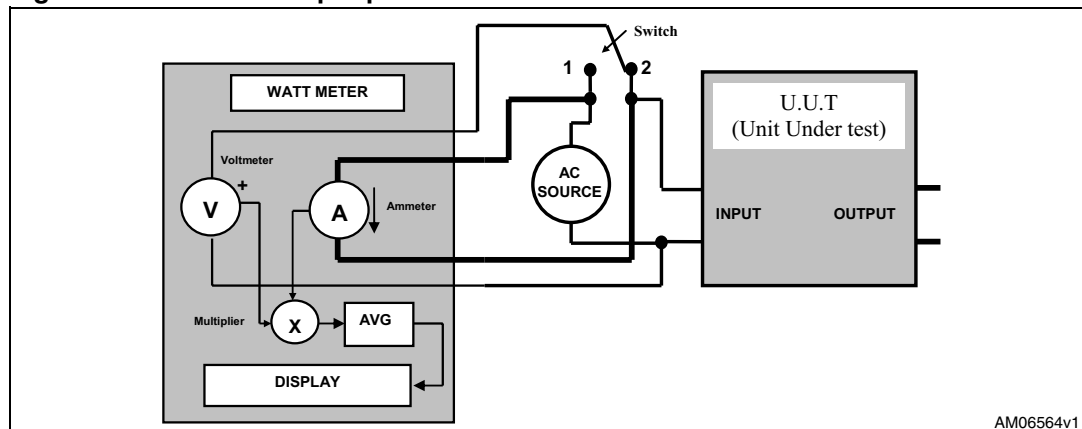 Switch
1
2
WATT METER
U.U.T
(Unit Under test)
Voltmeter
+
V
A
Ammeter
AC
SOURCE
INPUT
OUTPUT
Multiplier
X
AVG
DISPLAY
AM06564v1